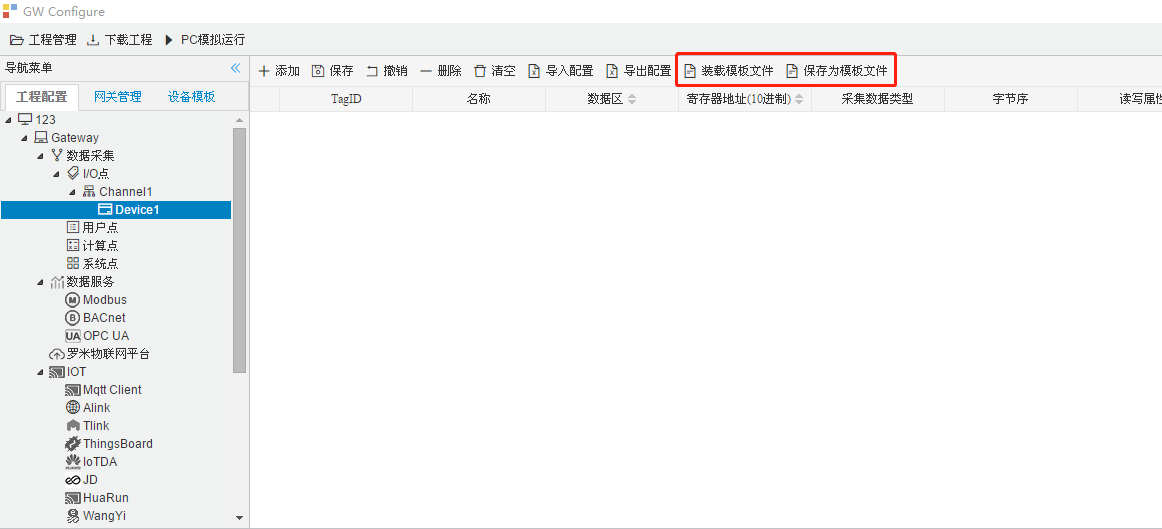 GW Configure
工程管理 下载工程 PC模拟运行
导航菜单
添加 保存 撤销 删除 清空 导入配置 导出配置 装载模板文件 保存为模板文件
工程配置 网关管理 设备模板
TagID 名称 数据区 寄存器地址(10进制) 采集数据类型 字节序 读写属性
123
Gateway
数据采集
I/O点
Channel1
Device1
用户点
计算点
系统点
数据服务
M Modbus
B BACnet
UA OPC UA
罗米物联网平台
IOT
Mqtt Client
Alink
Tlink
ThingsBoard
IoTDA
JD
HuaRun
WangYi